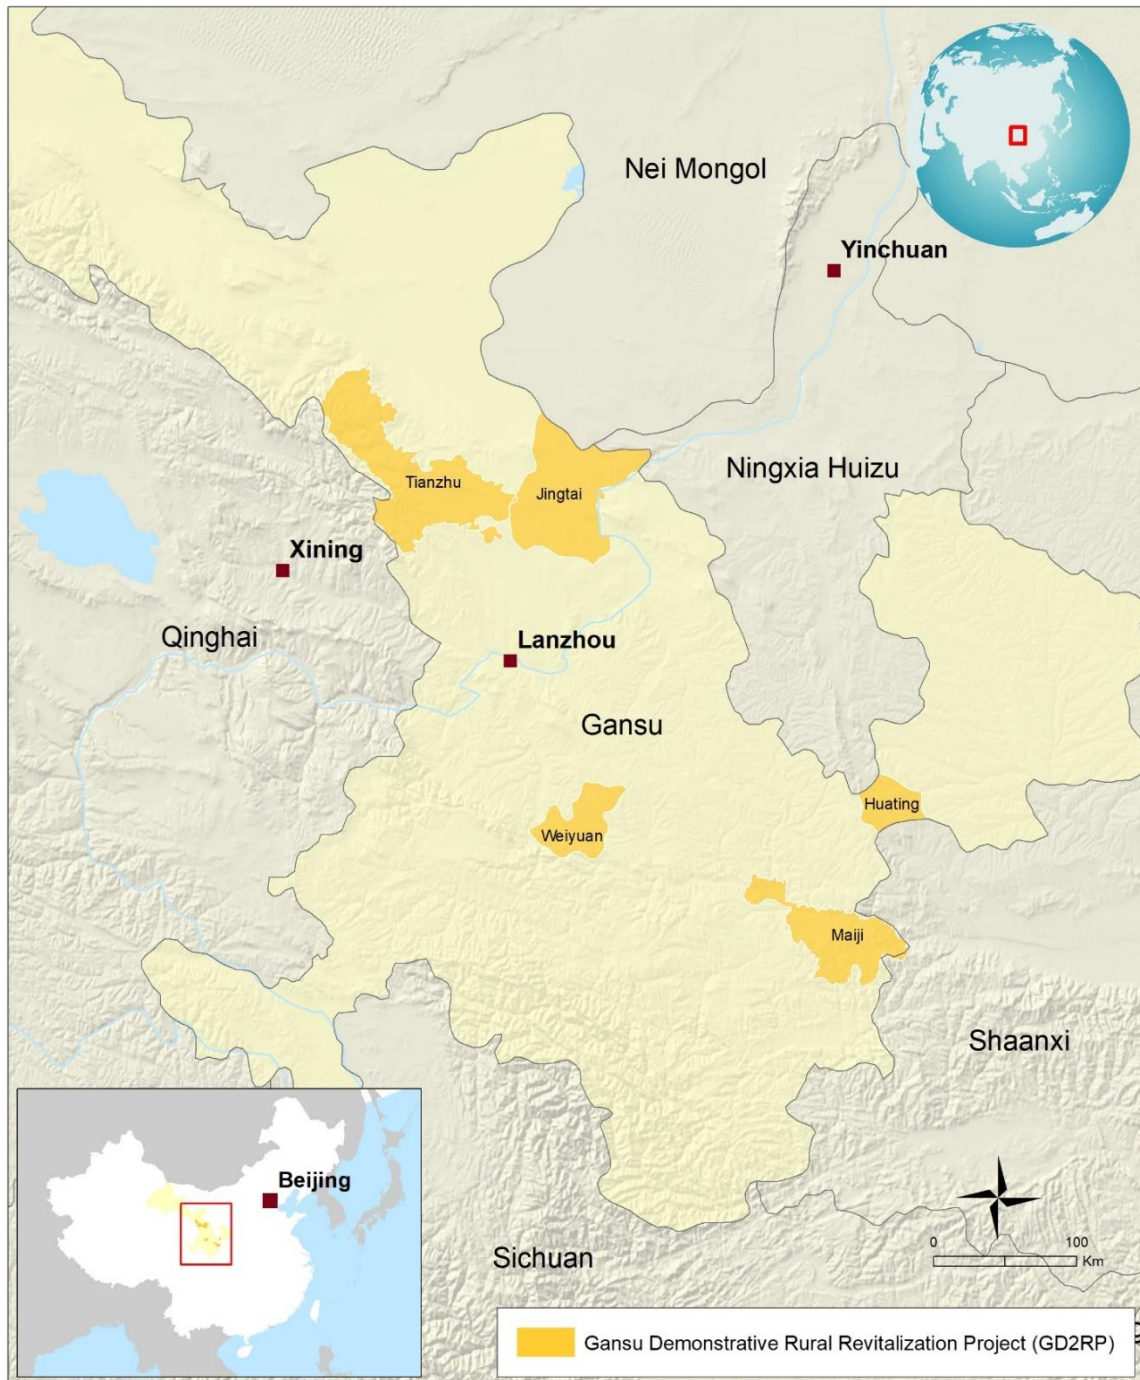 Nei Mongol
Yinchuan
Tianzhu
Jingtai
Ningxia Huizu
Xining
Qinghai
Lanzhou
Gansu
Huating
Weiyuan
Maiji
Shaanxi
Beijing
0 100
Km
Sichuan
Gansu Demonstrative Rural Revitalization Project (GD2RP)